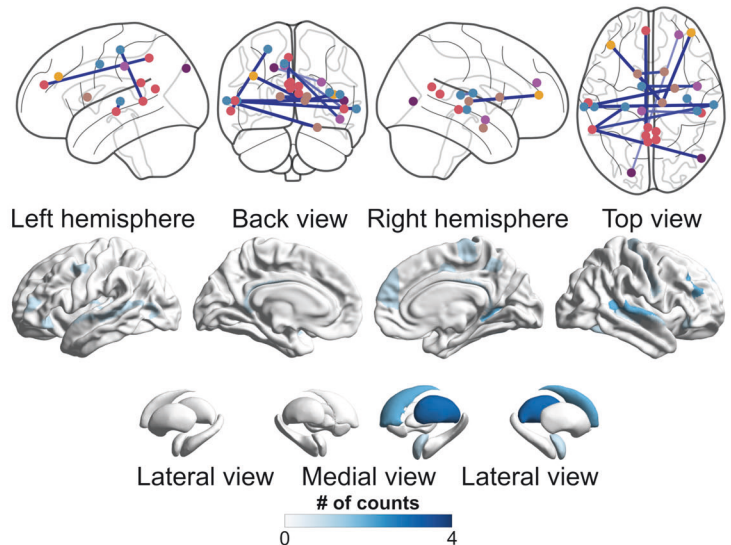 Left hemisphere Back view Right hemisphere Top view
Lateral view Medial view Lateral view
# of counts
0 4